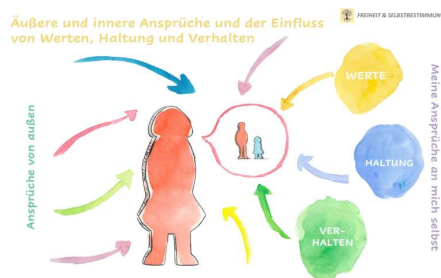 Äußere und innere Ansprüche und der Einfluss
von Werten, Haltung und Verhalten
FREIHEIT & SELBSTBESTIMMUN
Ansprüche von außen
WERTE
HALTUNG
VER-
HALTEN
Meine Ansprüche an mich selbst